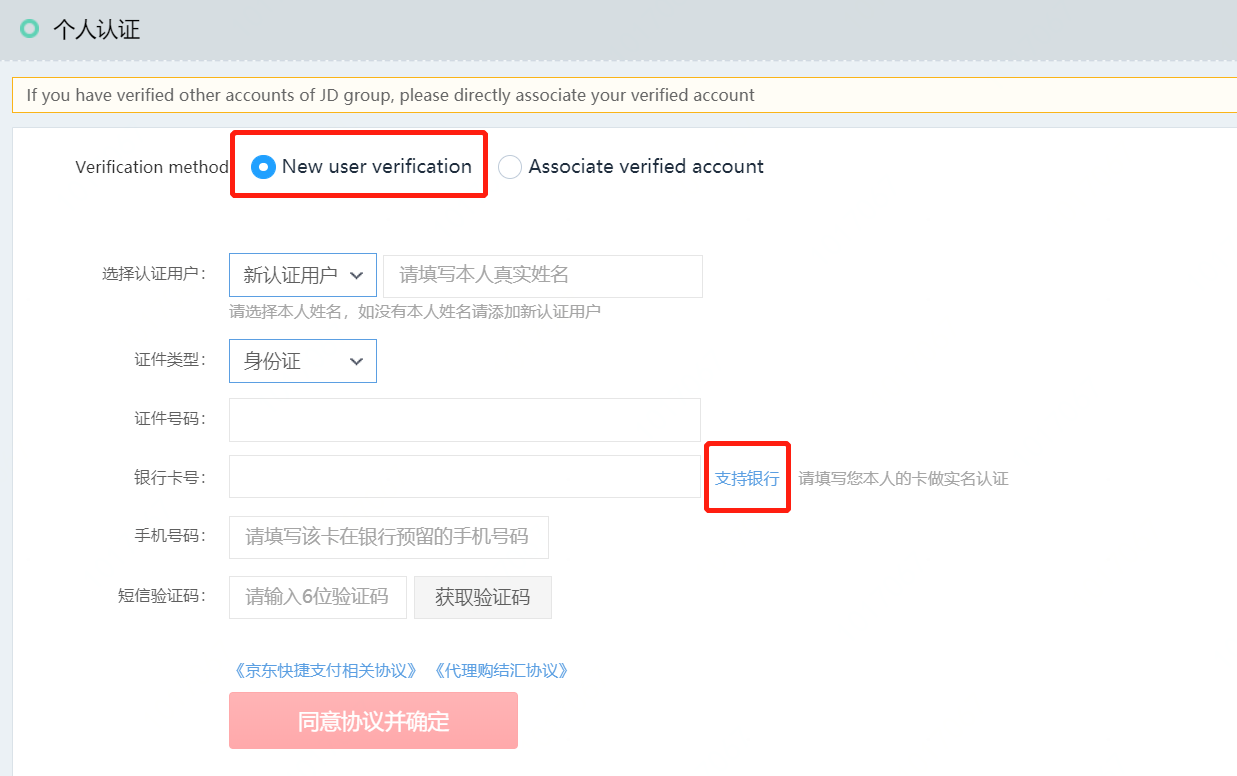 个人认证
If you have verified other accounts of JD group, please directly associate your verified account
Verification method New user verification Associate verified account
选择认证用户： 新认证用户 请填写本人真实姓名
请选择本人姓名，如没有本人姓名请添加新认证用户
证件类型： 身份证
证件号码：
银行卡号： 支持银行 请填写您本人的卡做实名认证
手机号码： 请填写该卡在银行预留的手机号码
短信验证码： 请输入6位验证码 获取验证码
《京东快捷支付相关协议》 《代理购结汇协议》
同意协议并确定